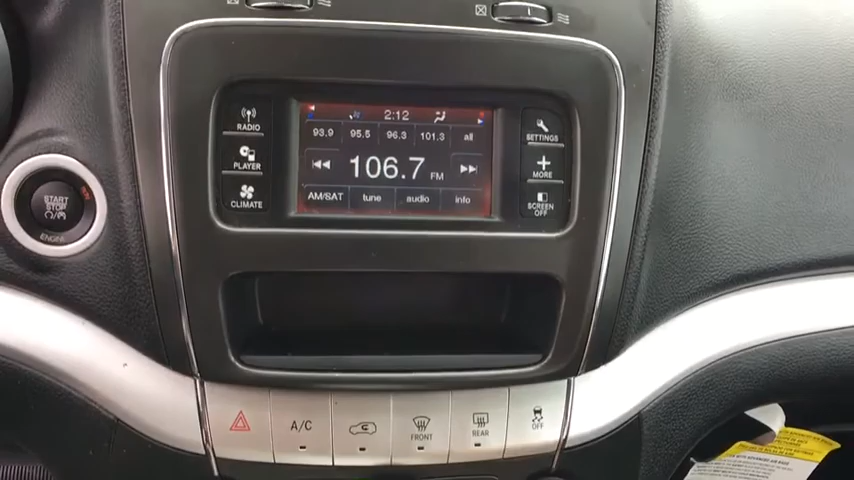 2:12
RADIO
93.9 95.5 96.3 101.3 all
SETTINGS
PLAYER
106.7 FM
MORE
CLIMATE
AM/SAT tune audio info
SCREEN
OFF
START
STOP
ENGINE
A/C
FRONT
REAR
OFF